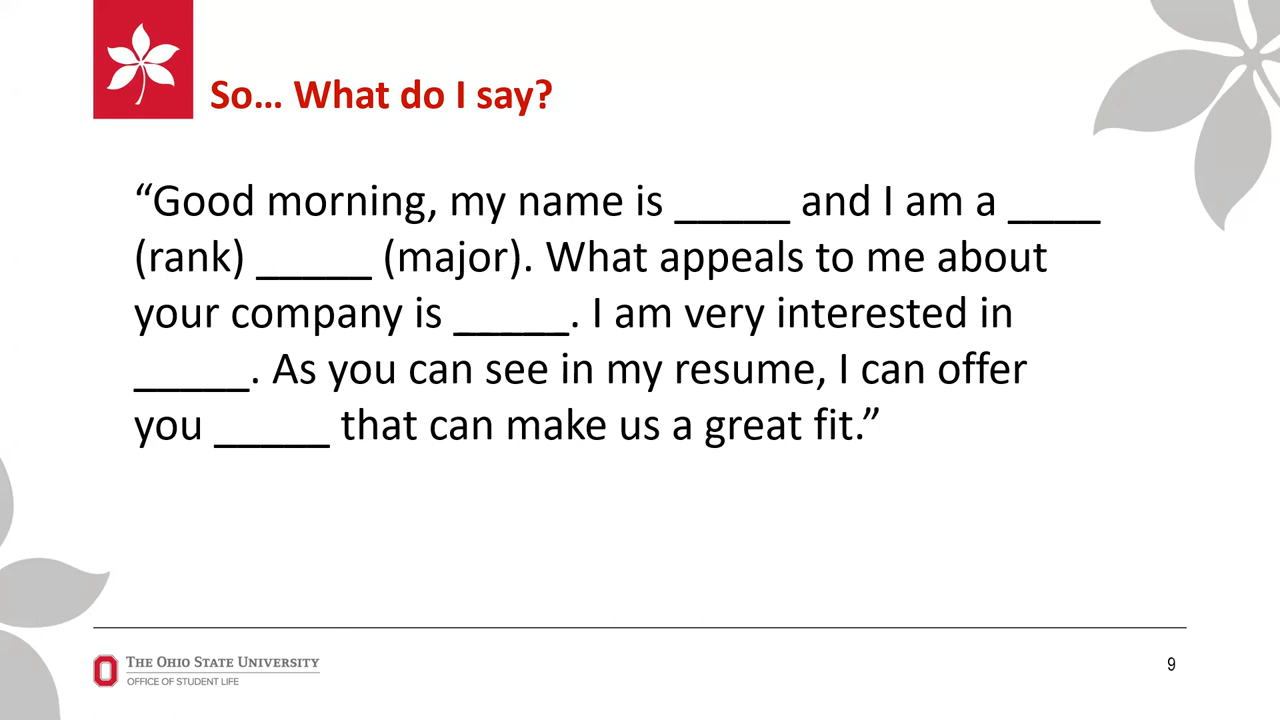 So... What do I say?
“Good morning, my name is _____ and I am a ____
(rank) _____ (major). What appeals to me about
your company is _____. I am very interested in
_____. As you can see in my resume, I can offer
you _____ that can make us a great fit.”
THE OHIO STATE UNIVERSITY
OFFICE OF STUDENT LIFE
9